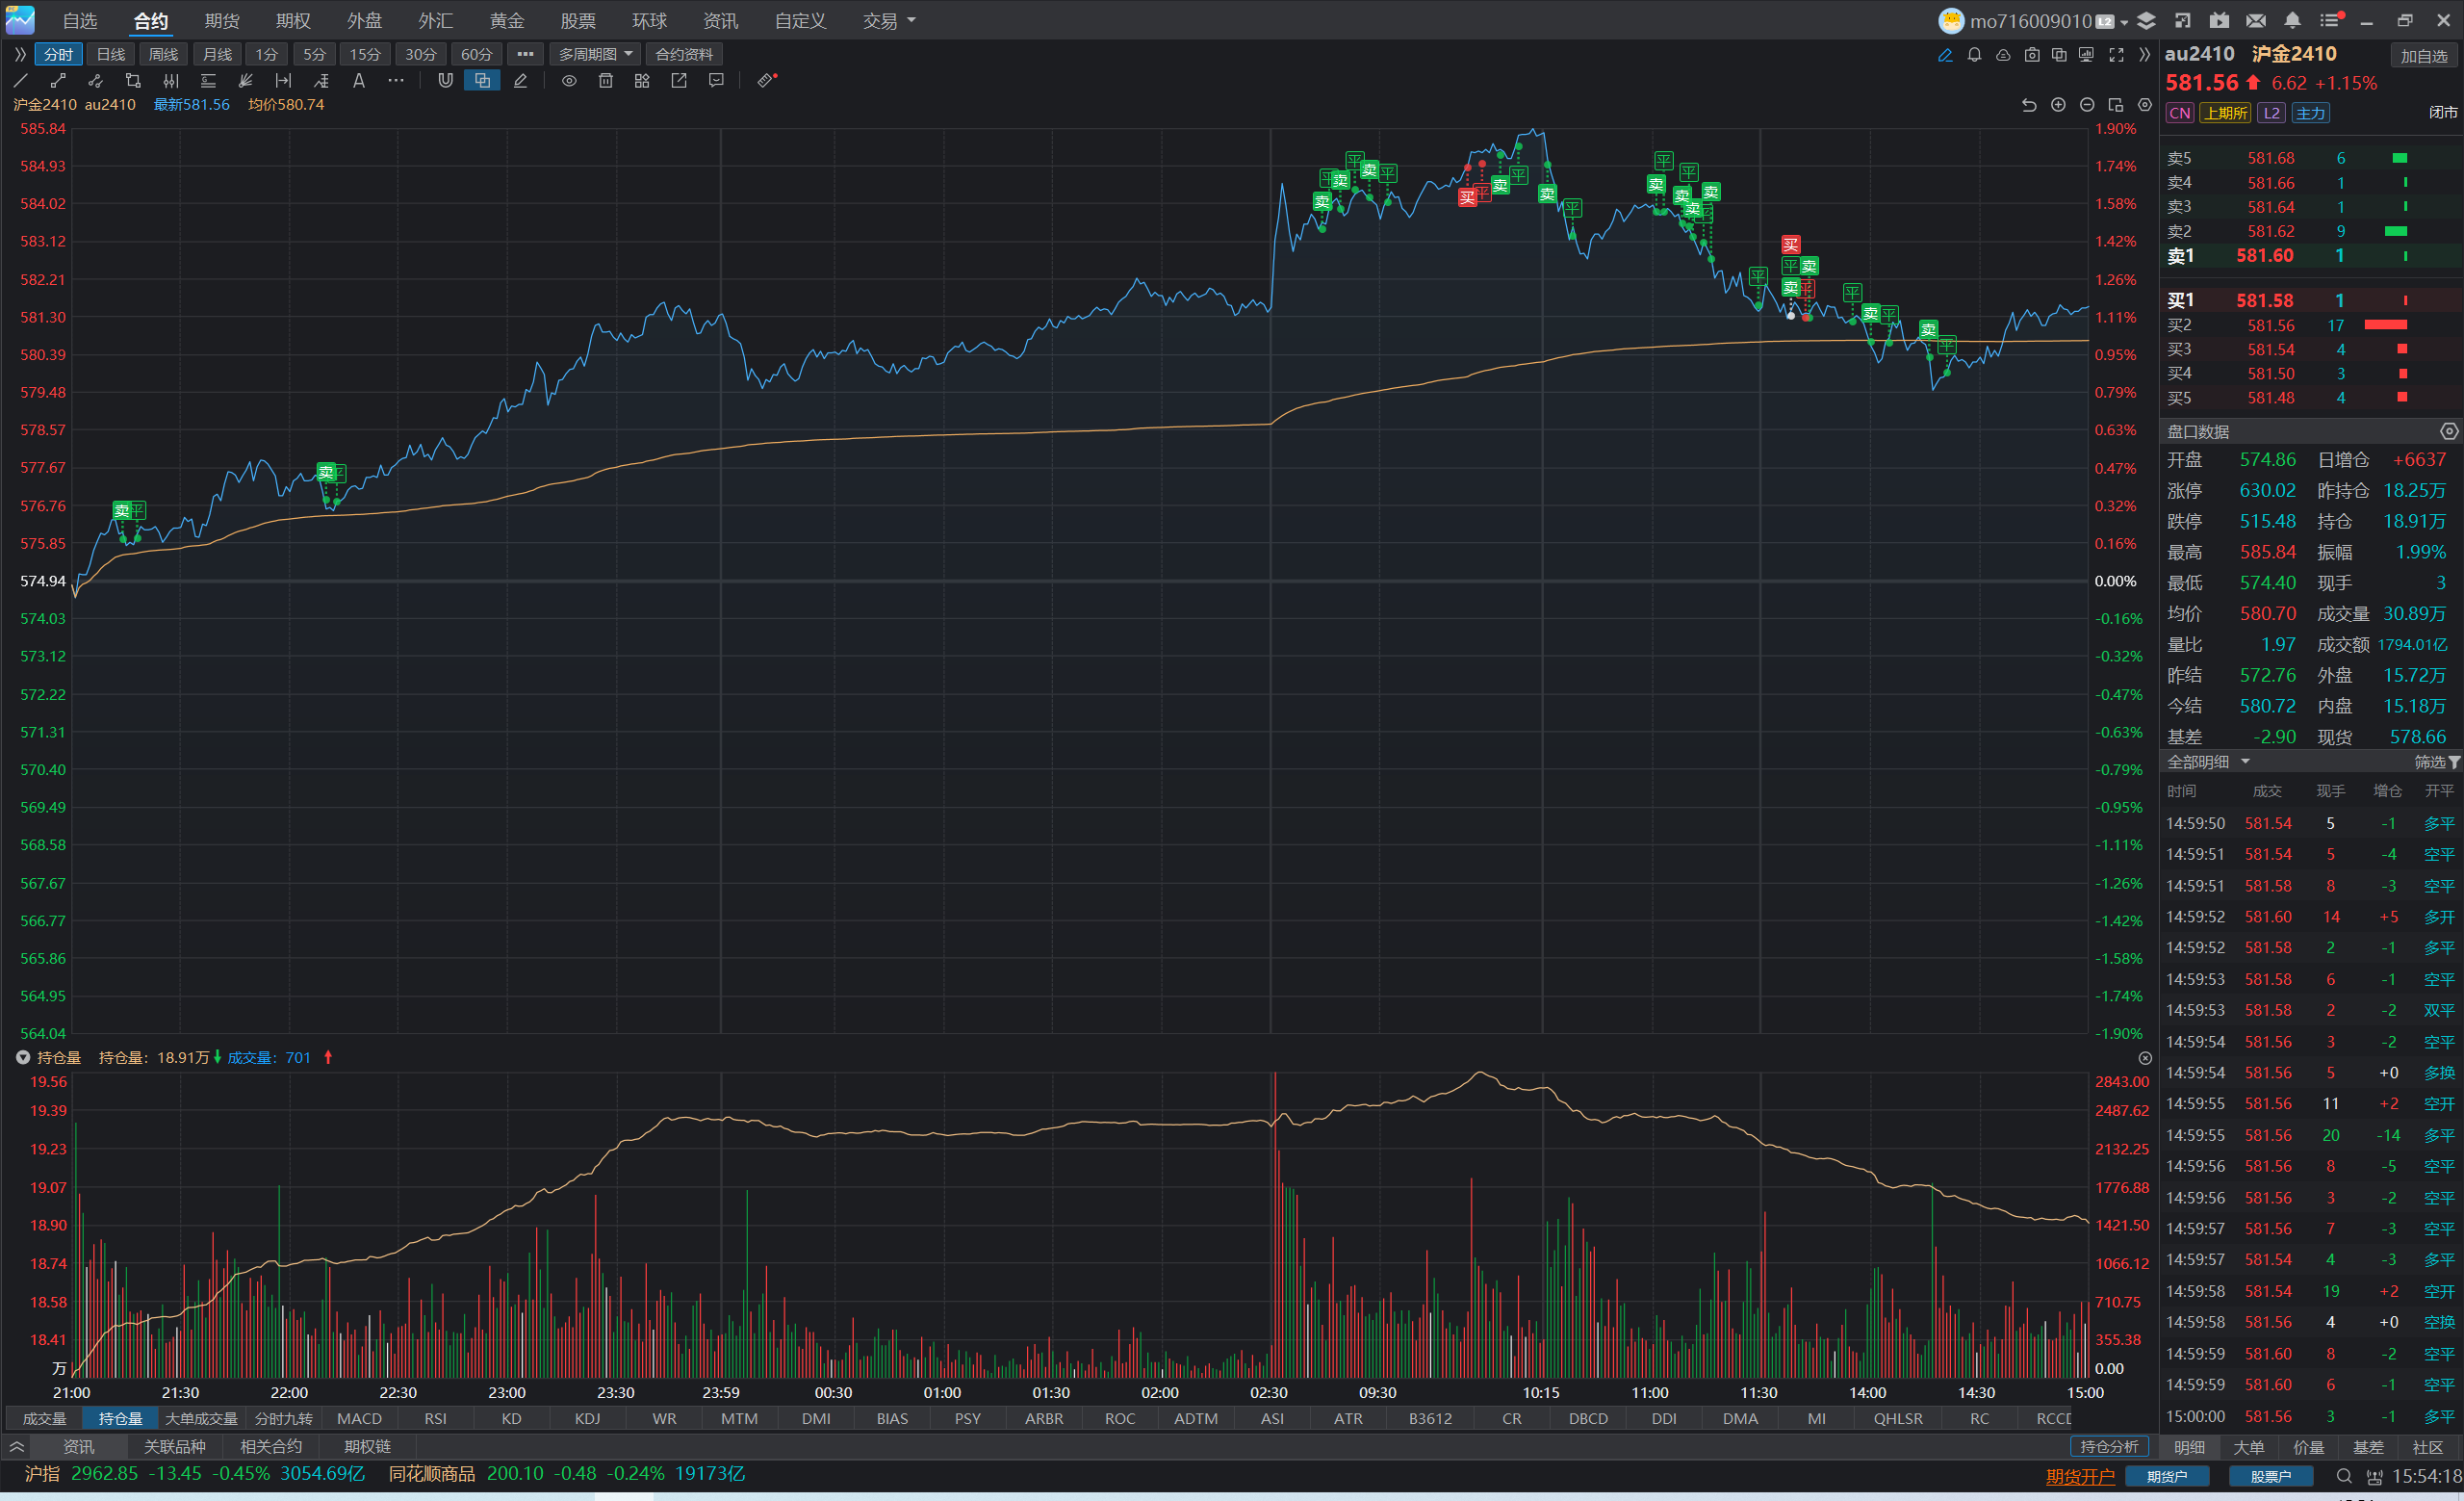 自选 合约 期货 期权 外盘 外汇 黄金 股票 环球 资讯 自定义 交易 mo716009010 L2
分时 日线 周线 月线 1分 5分 15分 30分 60分 ••• 多周期图 合约资料
沪金2410 au2410 最新581.56 均价580.74
585.84 1.90%
584.93 1.74%
584.02 1.58%
583.12 1.42%
582.21 1.26%
581.30 1.11%
580.39 0.95%
579.48 0.79%
578.57 0.63%
577.67 0.47%
576.76 0.32%
575.85 0.16%
574.94 0.00%
574.03 -0.16%
573.12 -0.32%
572.22 -0.47%
571.31 -0.63%
570.40 -0.79%
569.49 -0.95%
568.58 -1.11%
567.67 -1.26%
566.77 -1.42%
565.86 -1.58%
564.95 -1.74%
564.04 -1.90%
卖 平
卖 平
平 卖 平 卖 平 卖
买 平 卖 平
卖 平
卖 平 卖 平 卖 卖
平
买 平 卖 卖
平 卖 平
卖 平
持仓量 持仓量：18.91万 成交量：701
19.56 2843.00
19.39 2487.62
19.23 2132.25
19.07 1776.88
18.90 1421.50
18.74 1066.12
18.58 710.75
18.41 355.38
万 0.00
21:00 21:30 22:00 22:30 23:00 23:30 23:59 00:30 01:00 01:30 02:00 02:30 09:30 10:15 11:00 11:30 14:00 14:30 15:00
成交量 持仓量 大单成交量 分时九转 MACD RSI KD KDJ WR MTM DMI BIAS PSY ARBR ROC ADTM ASI ATR B3612 CR DBCD DDI DMA MI QHLSR RC RCCD
资讯 关联品种 相关合约 期权链 持仓分析
沪指 2962.85 -13.45 -0.45% 3054.69亿 同花顺商品 200.10 -0.48 -0.24% 19173亿 期货开户 期货户 股票户 15:54:18
au2410 沪金2410 加自选
581.56 6.62 +1.15%
CN 上期所 L2 主力 闭市
卖5 581.68 6
卖4 581.66 1
卖3 581.64 1
卖2 581.62 9
卖1 581.60 1
买1 581.58 1
买2 581.56 17
买3 581.54 4
买4 581.50 3
买5 581.48 4
盘口数据
开盘 574.86 日增仓 +6637
涨停 630.02 昨持仓 18.25万
跌停 515.48 持仓 18.91万
最高 585.84 振幅 1.99%
最低 574.40 现手 3
均价 580.70 成交量 30.89万
量比 1.97 成交额 1794.01亿
昨结 572.76 外盘 15.72万
今结 580.72 内盘 15.18万
基差 -2.90 现货 578.66
全部明细 筛选
时间 成交 现手 增仓 开平
14:59:50 581.54 5 -1 多平
14:59:51 581.54 5 -4 空平
14:59:51 581.58 8 -3 空平
14:59:52 581.60 14 +5 多开
14:59:52 581.58 2 -1 多平
14:59:53 581.58 6 -1 空平
14:59:53 581.58 2 -2 双平
14:59:54 581.56 3 -2 空平
14:59:54 581.56 5 +0 多换
14:59:55 581.56 11 +2 空开
14:59:55 581.56 20 -14 多平
14:59:56 581.56 8 -5 空平
14:59:56 581.56 3 -2 空平
14:59:57 581.56 7 -3 空平
14:59:57 581.54 4 -3 多平
14:59:58 581.54 19 +2 空开
14:59:58 581.56 4 +0 空换
14:59:59 581.60 8 -2 空平
14:59:59 581.60 6 -1 空平
15:00:00 581.56 3 -1 多平
明细 大单 价量 基差 社区